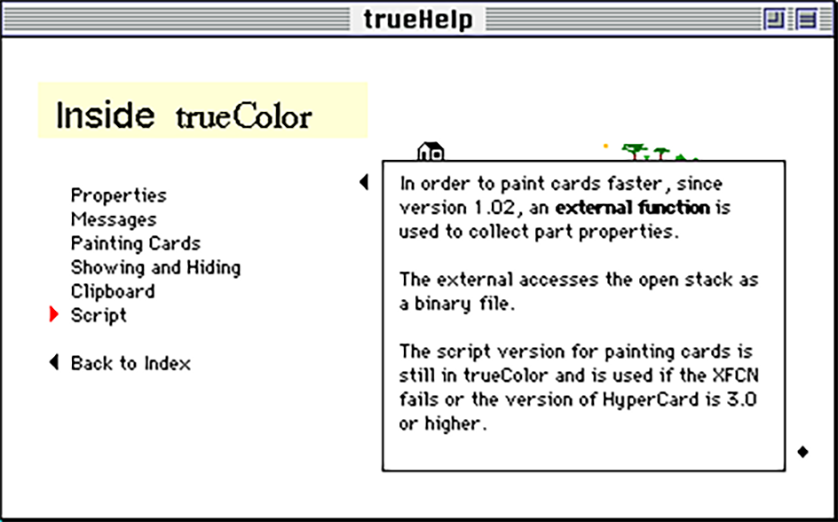 trueHelp
Inside trueColor
Properties
Messages
Painting Cards
Showing and Hiding
Clipboard
Script
Back to Index
In order to paint cards faster, since
version 1.02, an external function is
used to collect part properties.
The external accesses the open stack as
a binary file.
The script version for painting cards is
still in trueColor and is used if the XFCN
fails or the version of HyperCard is 3.0
or higher.